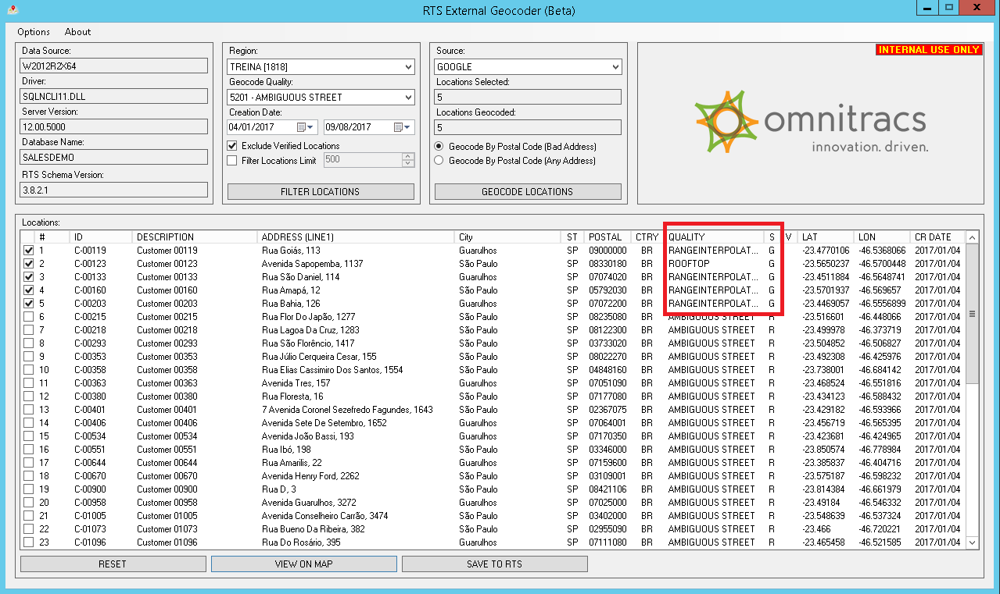 RTS External Geocoder (Beta)
Options About
Data Source:
W2012R2X64
Driver:
SQLNCLI11.DLL
Server Version:
12.00.5000
Database Name:
SALESDEMO
RTS Schema Version:
3.8.2.1
Region:
TREINA [1818]
Geocode Quality:
5201 - AMBIGUOUS STREET
Creation Date:
04/01/2017 09/08/2017
Exclude Verified Locations
Filter Locations Limit 500
FILTER LOCATIONS
Source:
GOOGLE
Locations Selected:
5
Locations Geocoded:
5
Geocode By Postal Code (Bad Address)
Geocode By Postal Code (Any Address)
GEOCODE LOCATIONS
INTERNAL USE ONLY
omnitracs
innovation. driven.
Locations:
# ID DESCRIPTION ADDRESS (LINE1) City ST POSTAL CTRY QUALITY S V LAT LON CR DATE
1 C-00119 Customer 00119 Rua Goiás, 113 Guarulhos SP 09000000 BR RANGEINTERPOLAT... G -23.4770106 -46.5368066 2017/01/04
2 C-00123 Customer 00123 Avenida Sapopemba, 1137 São Paulo SP 08330180 BR ROOFTOP G -23.5650237 -46.5700448 2017/01/04
3 C-00133 Customer 00133 Rua São Daniel, 114 Guarulhos SP 07074020 BR RANGEINTERPOLAT... G -23.4511884 -46.5648741 2017/01/04
4 C-00160 Customer 00160 Rua Amapá, 12 São Paulo SP 05792030 BR RANGEINTERPOLAT... G -23.5701937 -46.569657 2017/01/04
5 C-00203 Customer 00203 Rua Bahia, 126 Guarulhos SP 07072200 BR RANGEINTERPOLAT... G -23.4469057 -46.5556899 2017/01/04
6 C-00215 Customer 00215 Rua Flor Do Japão, 1277 São Paulo SP 08235080 BR AMBIGUOUS STREET R -23.516601 -46.448066 2017/01/04
7 C-00218 Customer 00218 Rua Lagoa Da Cruz, 1283 São Paulo SP 08122300 BR AMBIGUOUS STREET R -23.499978 -46.373719 2017/01/04
8 C-00293 Customer 00293 Rua São Florêncio, 1417 São Paulo SP 03733020 BR AMBIGUOUS STREET R -23.504852 -46.506827 2017/01/04
9 C-00353 Customer 00353 Rua Júlio Cerqueira Cesar, 155 São Paulo SP 08022270 BR AMBIGUOUS STREET R -23.492308 -46.425976 2017/01/04
10 C-00358 Customer 00358 Rua Elias Cassimiro Dos Santos, 1554 São Paulo SP 04848160 BR AMBIGUOUS STREET R -23.738001 -46.684142 2017/01/04
11 C-00363 Customer 00363 Avenida Tres, 157 Guarulhos SP 07051090 BR AMBIGUOUS STREET R -23.468524 -46.551816 2017/01/04
12 C-00380 Customer 00380 Rua Floresta, 16 Guarulhos SP 07177080 BR AMBIGUOUS STREET R -23.434123 -46.588432 2017/01/04
13 C-00401 Customer 00401 7 Avenida Coronel Sezefredo Fagundes, 1643 São Paulo SP 02367075 BR AMBIGUOUS STREET R -23.429182 -46.593966 2017/01/04
14 C-00406 Customer 00406 Avenida Sete De Setembro, 1652 Guarulhos SP 07064001 BR AMBIGUOUS STREET R -23.456719 -46.565395 2017/01/04
15 C-00534 Customer 00534 Avenida João Bassi, 193 Guarulhos SP 07170350 BR AMBIGUOUS STREET R -23.423681 -46.424965 2017/01/04
16 C-00551 Customer 00551 Rua Ibó, 198 São Paulo SP 03346000 BR AMBIGUOUS STREET R -23.850574 -46.778984 2017/01/04
17 C-00644 Customer 00644 Rua Amarilis, 22 Guarulhos SP 07159600 BR AMBIGUOUS STREET R -23.385837 -46.404716 2017/01/04
18 C-00670 Customer 00670 Avenida Henry Ford, 2262 São Paulo SP 03109001 BR AMBIGUOUS STREET R -23.575187 -46.598232 2017/01/04
19 C-00900 Customer 00900 Rua D, 3 São Paulo SP 08421106 BR AMBIGUOUS STREET R -23.814384 -46.661979 2017/01/04
20 C-00958 Customer 00958 Avenida Guarulhos, 3272 Guarulhos SP 07025000 BR AMBIGUOUS STREET R -23.49184 -46.546332 2017/01/04
21 C-01005 Customer 01005 Avenida Conselheiro Carrão, 3474 São Paulo SP 03402000 BR AMBIGUOUS STREET R -23.548639 -46.537324 2017/01/04
22 C-01073 Customer 01073 Rua Bueno Da Ribeira, 382 São Paulo SP 02955090 BR AMBIGUOUS STREET R -23.466 -46.720221 2017/01/04
23 C-01096 Customer 01096 Rua Do Rosário, 395 Guarulhos SP 07111080 BR AMBIGUOUS STREET R -23.465458 -46.521585 2017/01/04
RESET VIEW ON MAP SAVE TO RTS